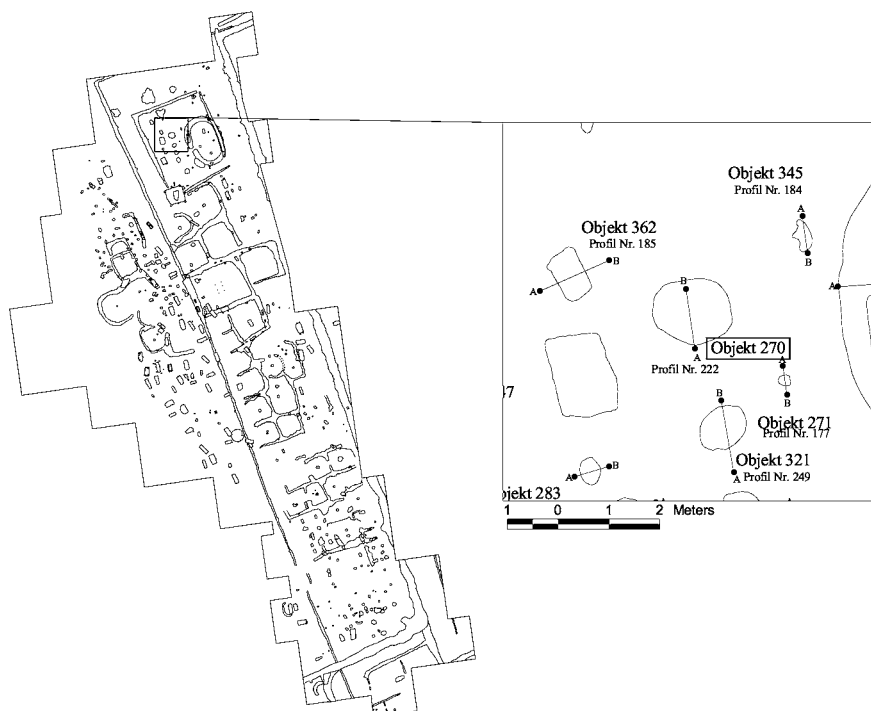 Objekt 345
Profil Nr. 184
A
B
Objekt 362
Profil Nr. 185
B
A
B
A
A
Objekt 270
Profil Nr. 222
A
B
47
B
Objekt 271
Profil Nr. 177
A
B
Objekt 321
Profil Nr. 249
A
bjekt 283
1 0 1 2 Meters